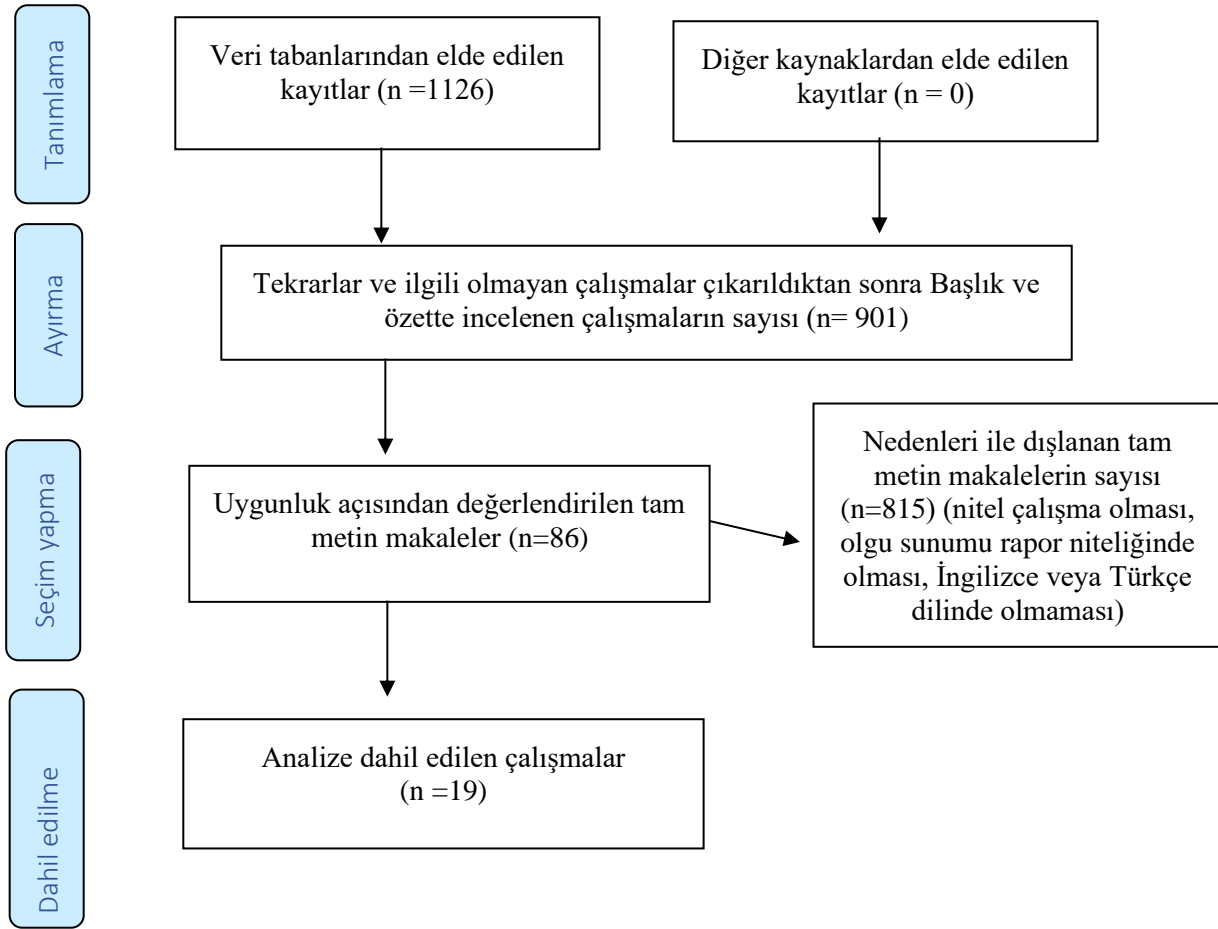 Tanımlama
Veri tabanlarından elde edilen
kayıtlar (n =1126)
Diğer kaynaklardan elde edilen
kayıtlar (n = 0)
Ayırma
Tekrarlar ve ilgili olmayan çalışmalar çıkarıldıktan sonra Başlık ve
özette incelenen çalışmaların sayısı (n= 901)
Seçim yapma
Uygunluk açısından değerlendirilen tam
metin makaleler (n=86)
Nedenleri ile dışlanan tam
metin makalelerin sayısı
(n=815) (nitel çalışma olması,
olgu sunumu rapor niteliğinde
olması, İngilizce veya Türkçe
dilinde olmaması)
Dahil edilme
Analize dahil edilen çalışmalar
(n =19)